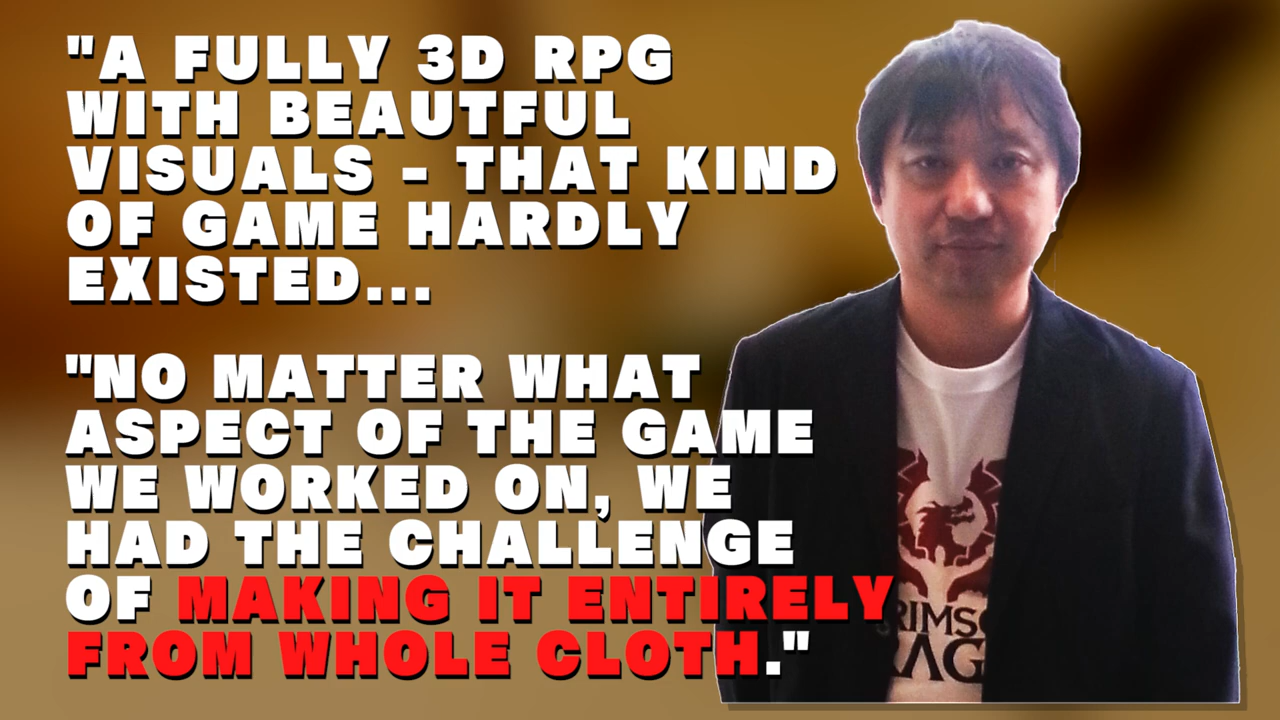 "A FULLY 3D RPG
WITH BEAUTFUL
VISUALS - THAT KIND
OF GAME HARDLY
EXISTED...
"NO MATTER WHAT
ASPECT OF THE GAME
WE WORKED ON, WE
HAD THE CHALLENGE
OF MAKING IT ENTIRELY
FROM WHOLE CLOTH."